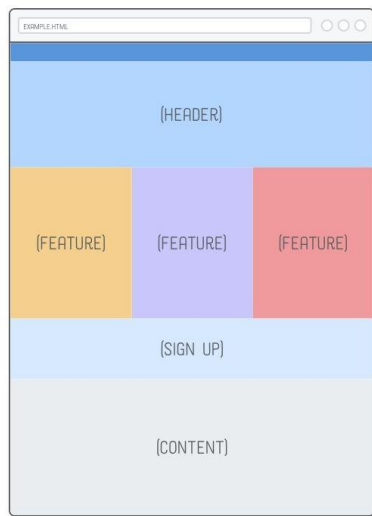 EXAMPLE.HTML
(HEADER)
(FEATURE) (FEATURE) (FEATURE)
(SIGN UP)
(CONTENT)